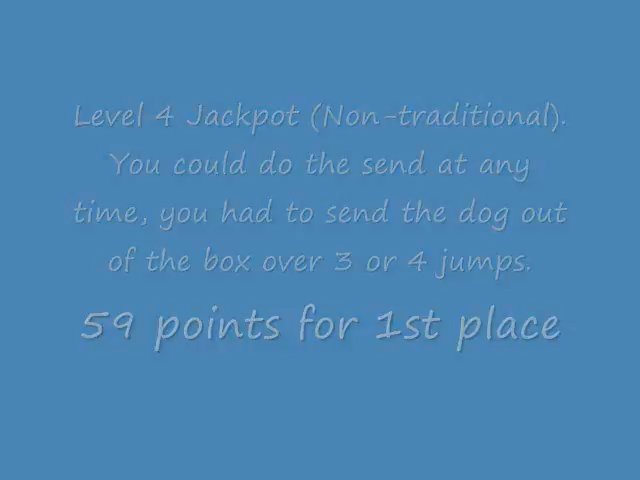 Level 4 Jackpot (Non-traditional).
You could do the send at any
time, you had to send the dog out
of the box over 3 or 4 jumps.
59 points for 1st place